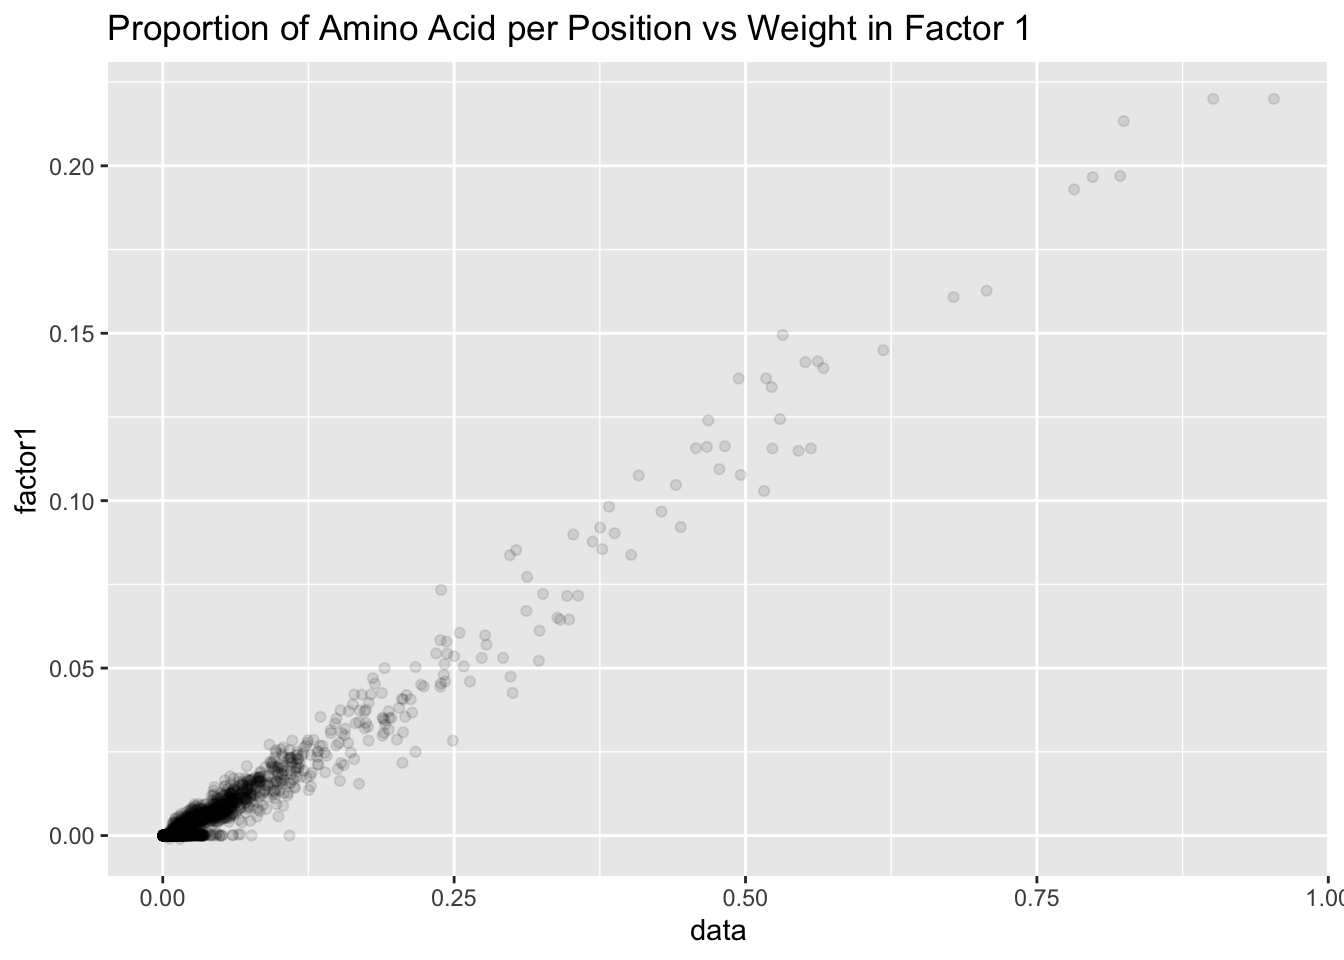 Proportion of Amino Acid per Position vs Weight in Factor 1
factor1
0.20
0.15
0.10
0.05
0.00
0.00 0.25 0.50 0.75 1.00
data